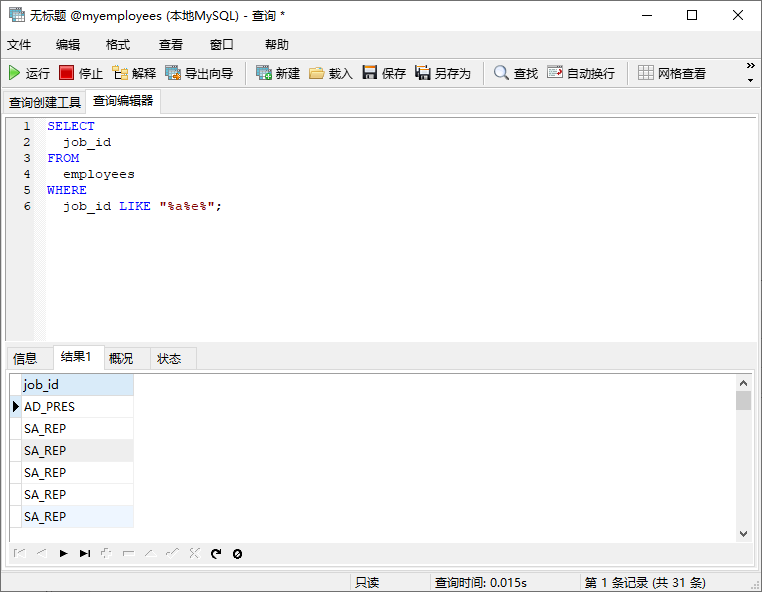 无标题 @myemployees (本地MySQL) - 查询 *
文件 编辑 格式 查看 窗口 帮助
运行 停止 解释 导出向导 新建 载入 保存 另存为 查找 自动换行 网格查看
查询创建工具 查询编辑器
1 SELECT
2 job_id
3 FROM
4 employees
5 WHERE
6 job_id LIKE "%a%e%";
信息 结果1 概况 状态
job_id
AD_PRES
SA_REP
SA_REP
SA_REP
SA_REP
SA_REP
只读 查询时间: 0.015s 第 1 条记录 (共 31 条)